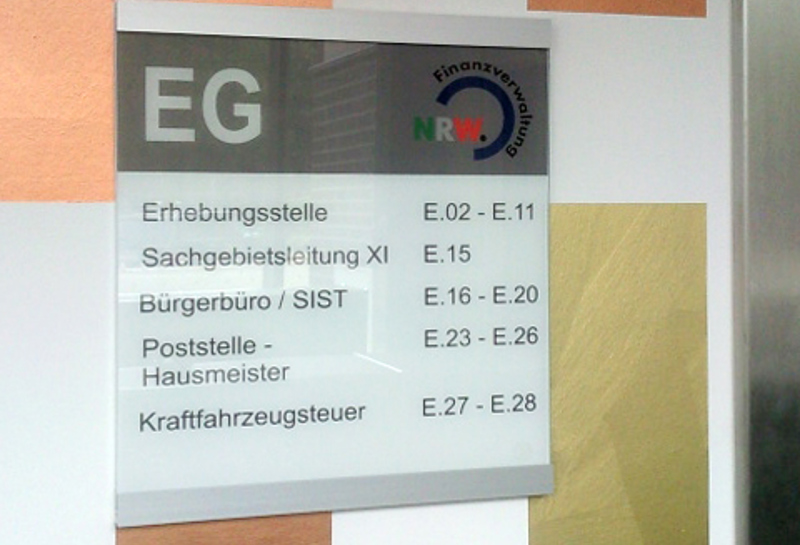 EG
Finanzverwaltung
NRW.
Erhebungsstelle E.02 - E.11
Sachgebietsleitung XI E.15
Bürgerbüro / SIST E.16 - E.20
Poststelle - E.23 - E.26
Hausmeister
Kraftfahrzeugsteuer E.27 - E.28